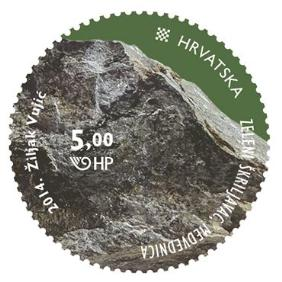 HRVATSKA
ZELENI ŠKRILJAVAC, MEDVEDNICA
5,00
HP
2014. Žiljak Vujić